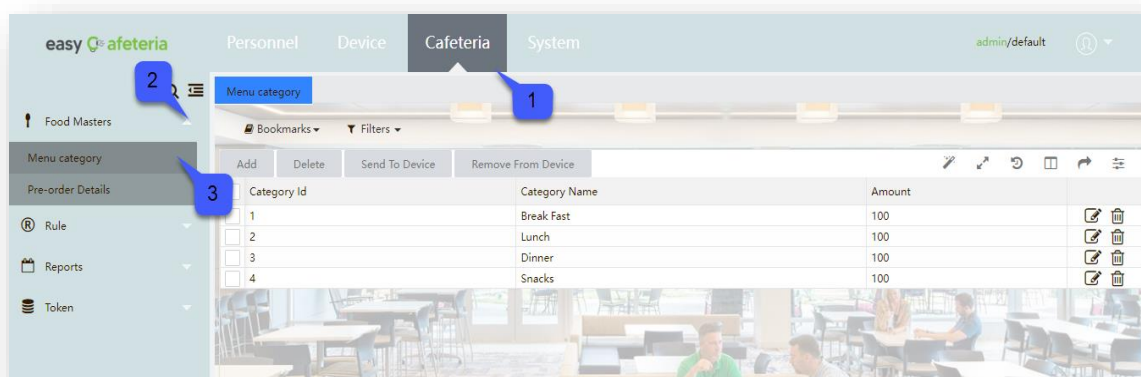 easy Cafeteria
Personnel Device Cafeteria System
admin/default
2
Menu category
1
Food Masters
Bookmarks Filters
Menu category
Add Delete Send To Device Remove From Device
Pre-order Details
3
Category Id Category Name Amount
1 Break Fast 100
2 Lunch 100
3 Dinner 100
4 Snacks 100
R Rule
Reports
Token